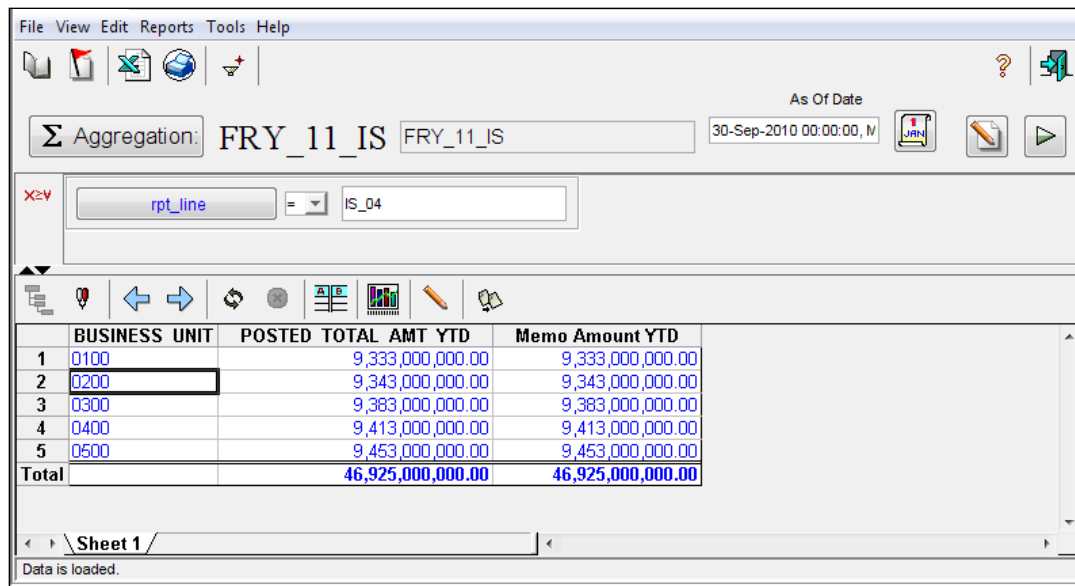 File View Edit Reports Tools Help
As Of Date
Σ Aggregation: FRY_11_IS FRY_11_IS 30-Sep-2010 00:00:00, M 1 JAN
X≥Y rpt_line = IS_04
A B
BUSINESS UNIT POSTED TOTAL AMT YTD Memo Amount YTD
1 0100 9,333,000,000.00 9,333,000,000.00
2 0200 9,343,000,000.00 9,343,000,000.00
3 0300 9,383,000,000.00 9,383,000,000.00
4 0400 9,413,000,000.00 9,413,000,000.00
5 0500 9,453,000,000.00 9,453,000,000.00
Total 46,925,000,000.00 46,925,000,000.00
Sheet 1
Data is loaded.